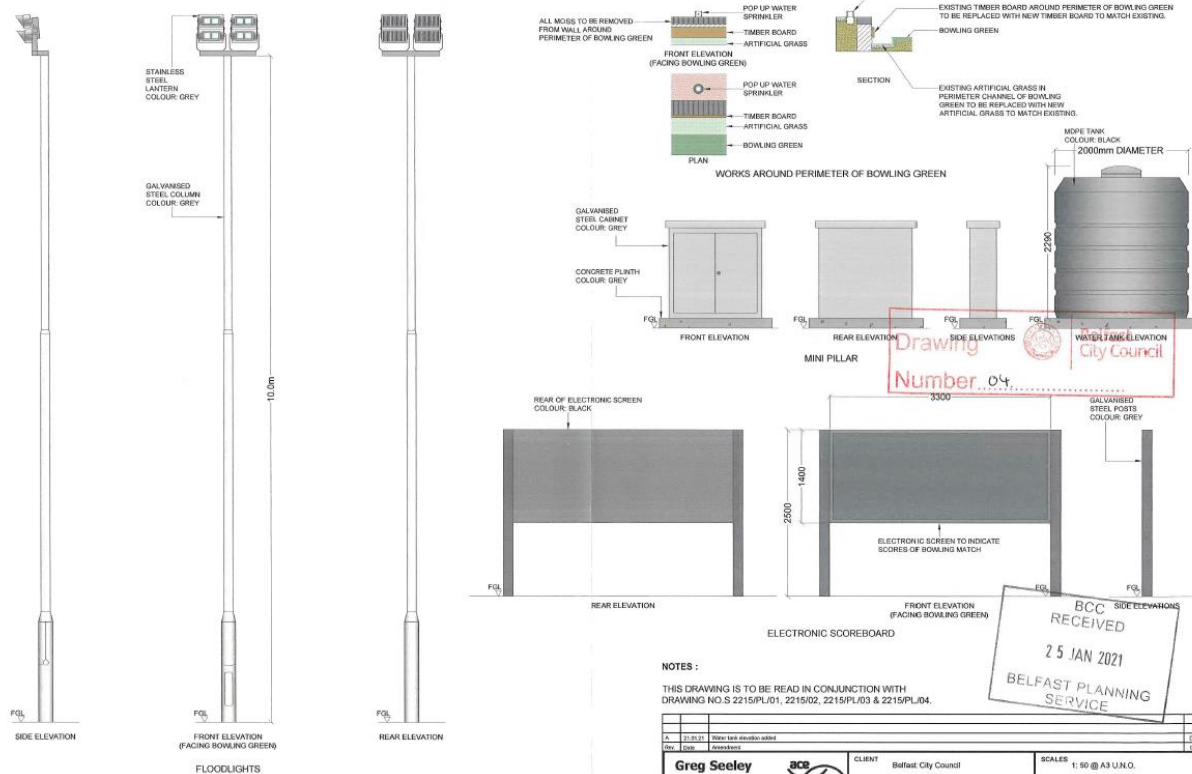 STAINLESS
STEEL
LANTERN
COLOUR: GREY
GALVANISED
STEEL COLUMN
COLOUR: GREY
10.0m
FGL
FGL
FGL
SIDE ELEVATION
FRONT ELEVATION
(FACING BOWLING GREEN)
REAR ELEVATION
FLOODLIGHTS
ALL MOSS TO BE REMOVED
FROM WALL AROUND
PERIMETER OF BOWLING GREEN
POP UP WATER
SPRINKLER
TIMBER BOARD
ARTIFICIAL GRASS
FRONT ELEVATION
(FACING BOWLING GREEN)
POP UP WATER
SPRINKLER
TIMBER BOARD
ARTIFICIAL GRASS
BOWLING GREEN
PLAN
EXISTING TIMBER BOARD AROUND PERIMETER OF BOWLING GREEN
TO BE REPLACED WITH NEW TIMBER BOARD TO MATCH EXISTING.
BOWLING GREEN
SECTION
EXISTING ARTIFICIAL GRASS IN
PERIMETER CHANNEL OF BOWLING
GREEN TO BE REPLACED WITH NEW
ARTIFICIAL GRASS TO MATCH EXISTING.
WORKS AROUND PERIMETER OF BOWLING GREEN
MDPE TANK
COLOUR: BLACK
2000mm DIAMETER
2290
GALVANISED
STEEL CABINET
COLOUR: GREY
CONCRETE PLINTH
COLOUR: GREY
FGL
FGL
FGL
FGL
FRONT ELEVATION
REAR ELEVATION
SIDE ELEVATIONS
WATER TANK ELEVATION
MINI PILLAR
Drawing
Belfast
City Council
Number 04
REAR OF ELECTRONIC SCREEN
COLOUR: BLACK
3300
GALVANISED
STEEL POSTS
COLOUR: GREY
2500
1400
ELECTRONIC SCREEN TO INDICATE
SCORES OF BOWLING MATCH
FGL
FGL
FGL
REAR ELEVATION
FRONT ELEVATION
(FACING BOWLING GREEN)
SIDE ELEVATIONS
ELECTRONIC SCOREBOARD
BCC
RECEIVED
25 JAN 2021
BELFAST PLANNING
SERVICE
NOTES :
THIS DRAWING IS TO BE READ IN CONJUNCTION WITH
DRAWING NO.S 2215/PL/01, 2215/02, 2215/PL/03 & 2215/PL/04.
A 21.01.21 Water tank elevation added
Rev. Date Amendment
Greg Seeley
ace
CLIENT
Belfast City Council
SCALES
1: 50 @ A3 U.N.O.